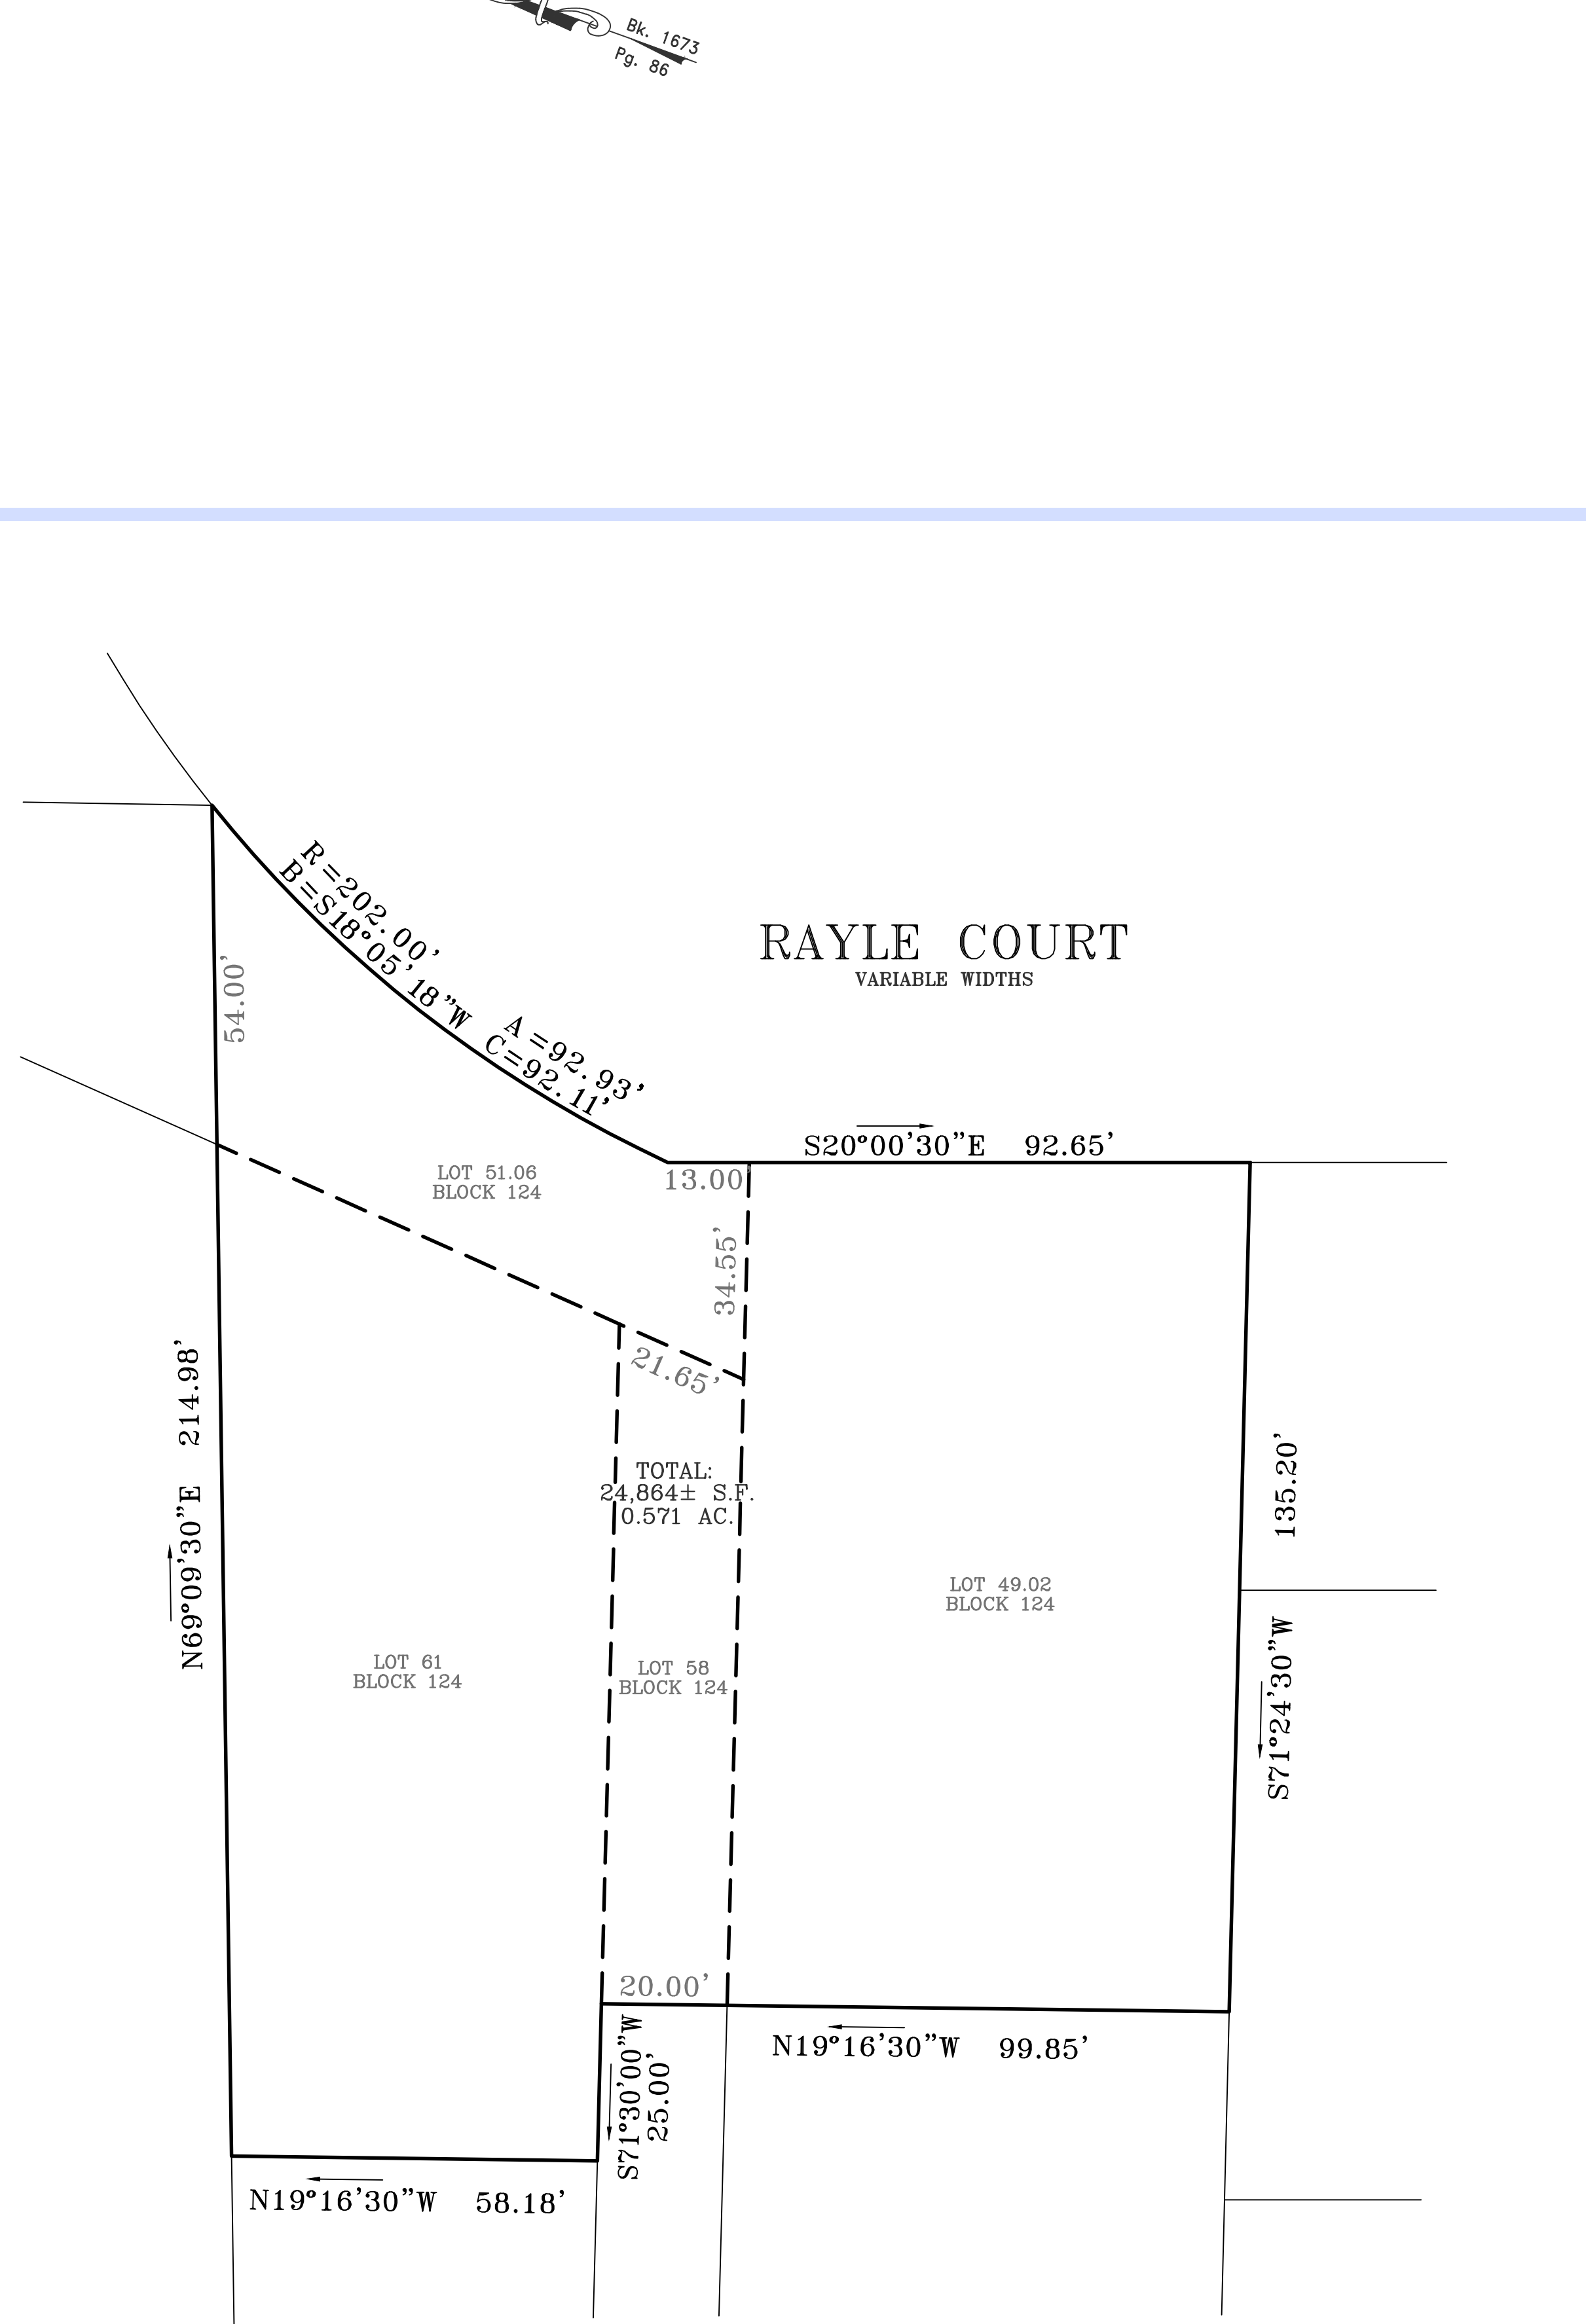 Bk. 1673
Pg. 86
R=202.00'
B=S18°05'18"W
A=92.93'
C=92.11'
RAYLE COURT
VARIABLE WIDTHS
54.00'
S20°00'30"E 92.65'
LOT 51.06
BLOCK 124
13.00'
34.55'
21.65'
N69°09'30"E 214.98'
TOTAL:
24,864± S.F.
0.571 AC.
135.20'
S71°24'30"W
LOT 49.02
BLOCK 124
LOT 61
BLOCK 124
LOT 58
BLOCK 124
20.00'
S71°30'00"W
25.00'
N19°16'30"W 99.85'
N19°16'30"W 58.18'